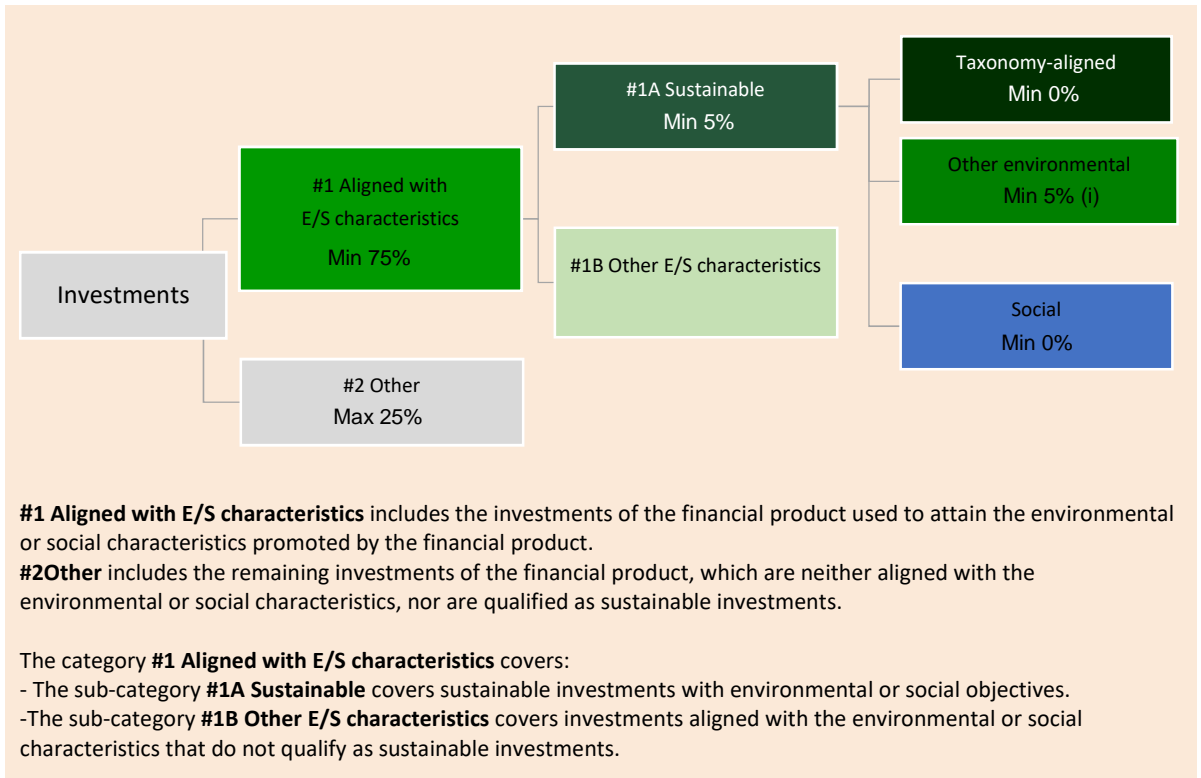 Taxonomy-aligned
Min 0%
#1A Sustainable
Min 5%
Other environmental
Min 5% (i)
#1 Aligned with
E/S characteristics
Min 75%
#1B Other E/S characteristics
Investments
Social
Min 0%
#2 Other
Max 25%
#1 Aligned with E/S characteristics includes the investments of the financial product used to attain the environmental
or social characteristics promoted by the financial product.
#2Other includes the remaining investments of the financial product, which are neither aligned with the
environmental or social characteristics, nor are qualified as sustainable investments.
The category #1 Aligned with E/S characteristics covers:
- The sub-category #1A Sustainable covers sustainable investments with environmental or social objectives.
-The sub-category #1B Other E/S characteristics covers investments aligned with the environmental or social
characteristics that do not qualify as sustainable investments.